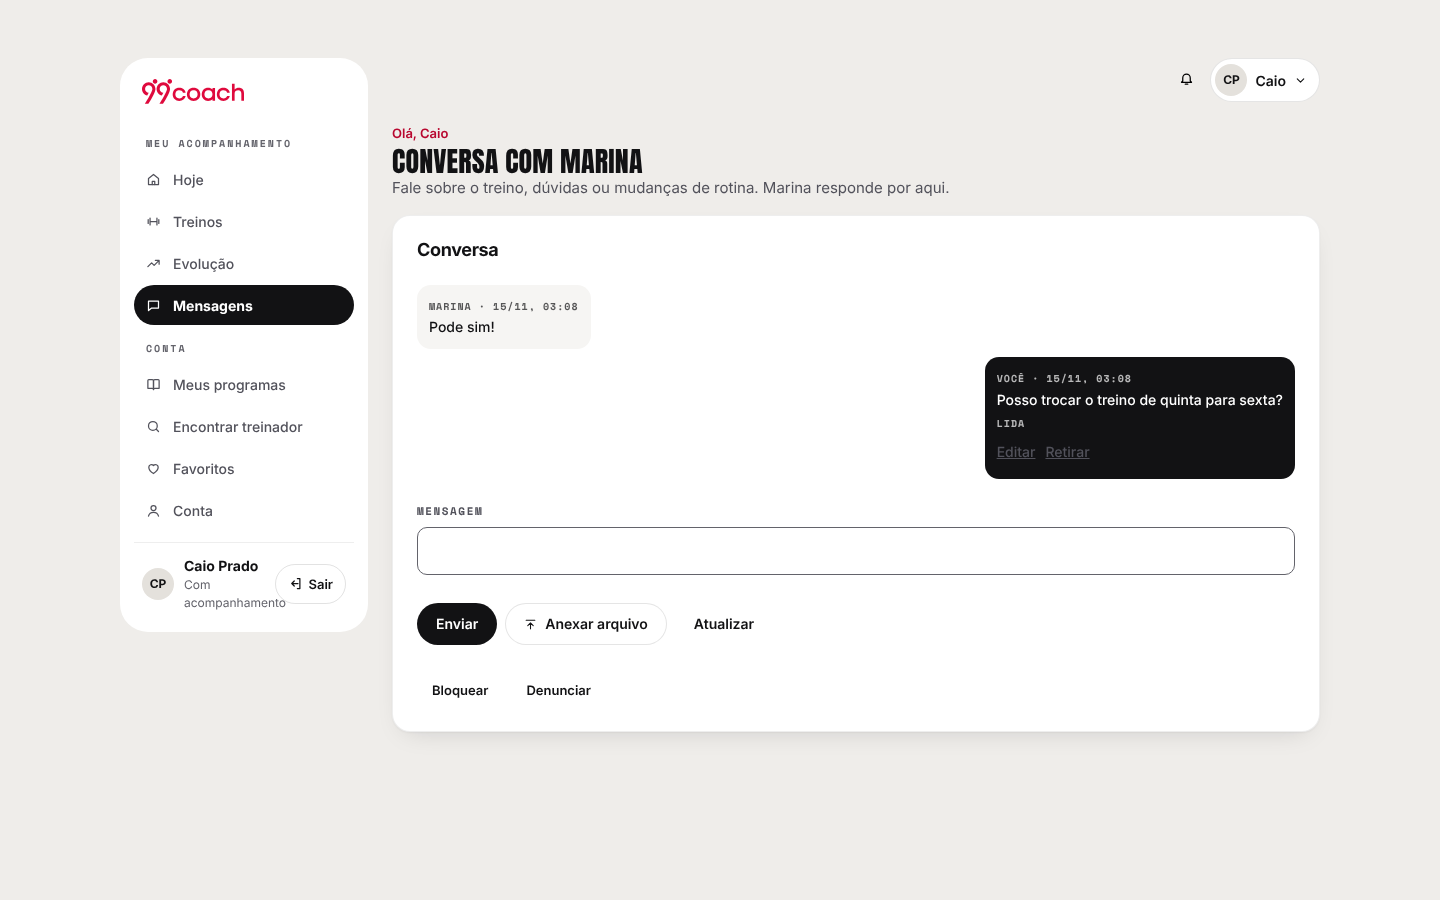 99coach
MEU ACOMPANHAMENTO
Hoje
Treinos
Evolução
Mensagens
CONTA
Meus programas
Encontrar treinador
Favoritos
Conta
CP
Caio Prado
Com
acompanhamento
Sair
CP
Caio
Olá, Caio
CONVERSA COM MARINA
Fale sobre o treino, dúvidas ou mudanças de rotina. Marina responde por aqui.
Conversa
MARINA · 15/11, 03:08
Pode sim!
VOCÊ · 15/11, 03:08
Posso trocar o treino de quinta para sexta?
LIDA
Editar Retirar
MENSAGEM
Enviar
Anexar arquivo
Atualizar
Bloquear
Denunciar